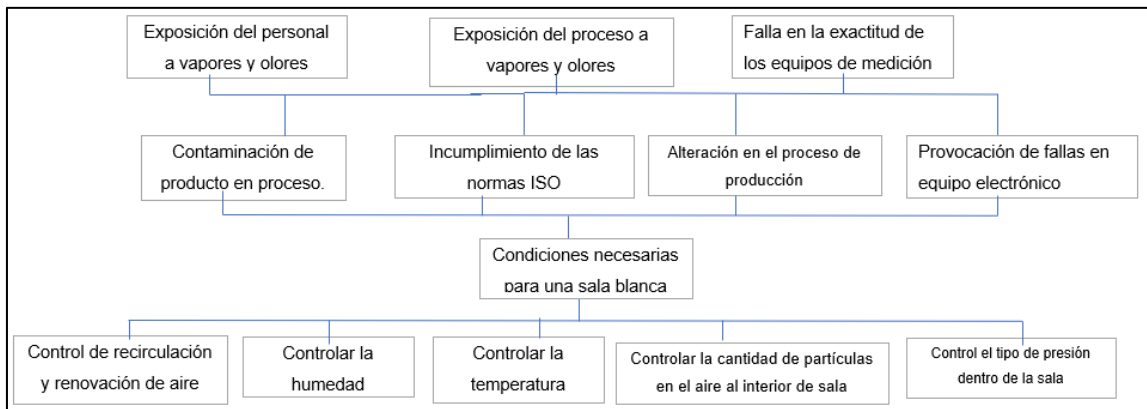 Exposición del personal
a vapores y olores
Exposición del proceso a
vapores y olores
Falla en la exactitud de
los equipos de medición
Contaminación de
producto en proceso.
Incumplimiento de las
normas ISO
Alteración en el proceso de
producción
Provocación de fallas en
equipo electrónico
Condiciones necesarias
para una sala blanca
Control de recirculación
y renovación de aire
Controlar la
humedad
Controlar la
temperatura
Controlar la cantidad de partículas
en el aire al interior de sala
Control el tipo de presión
dentro de la sala